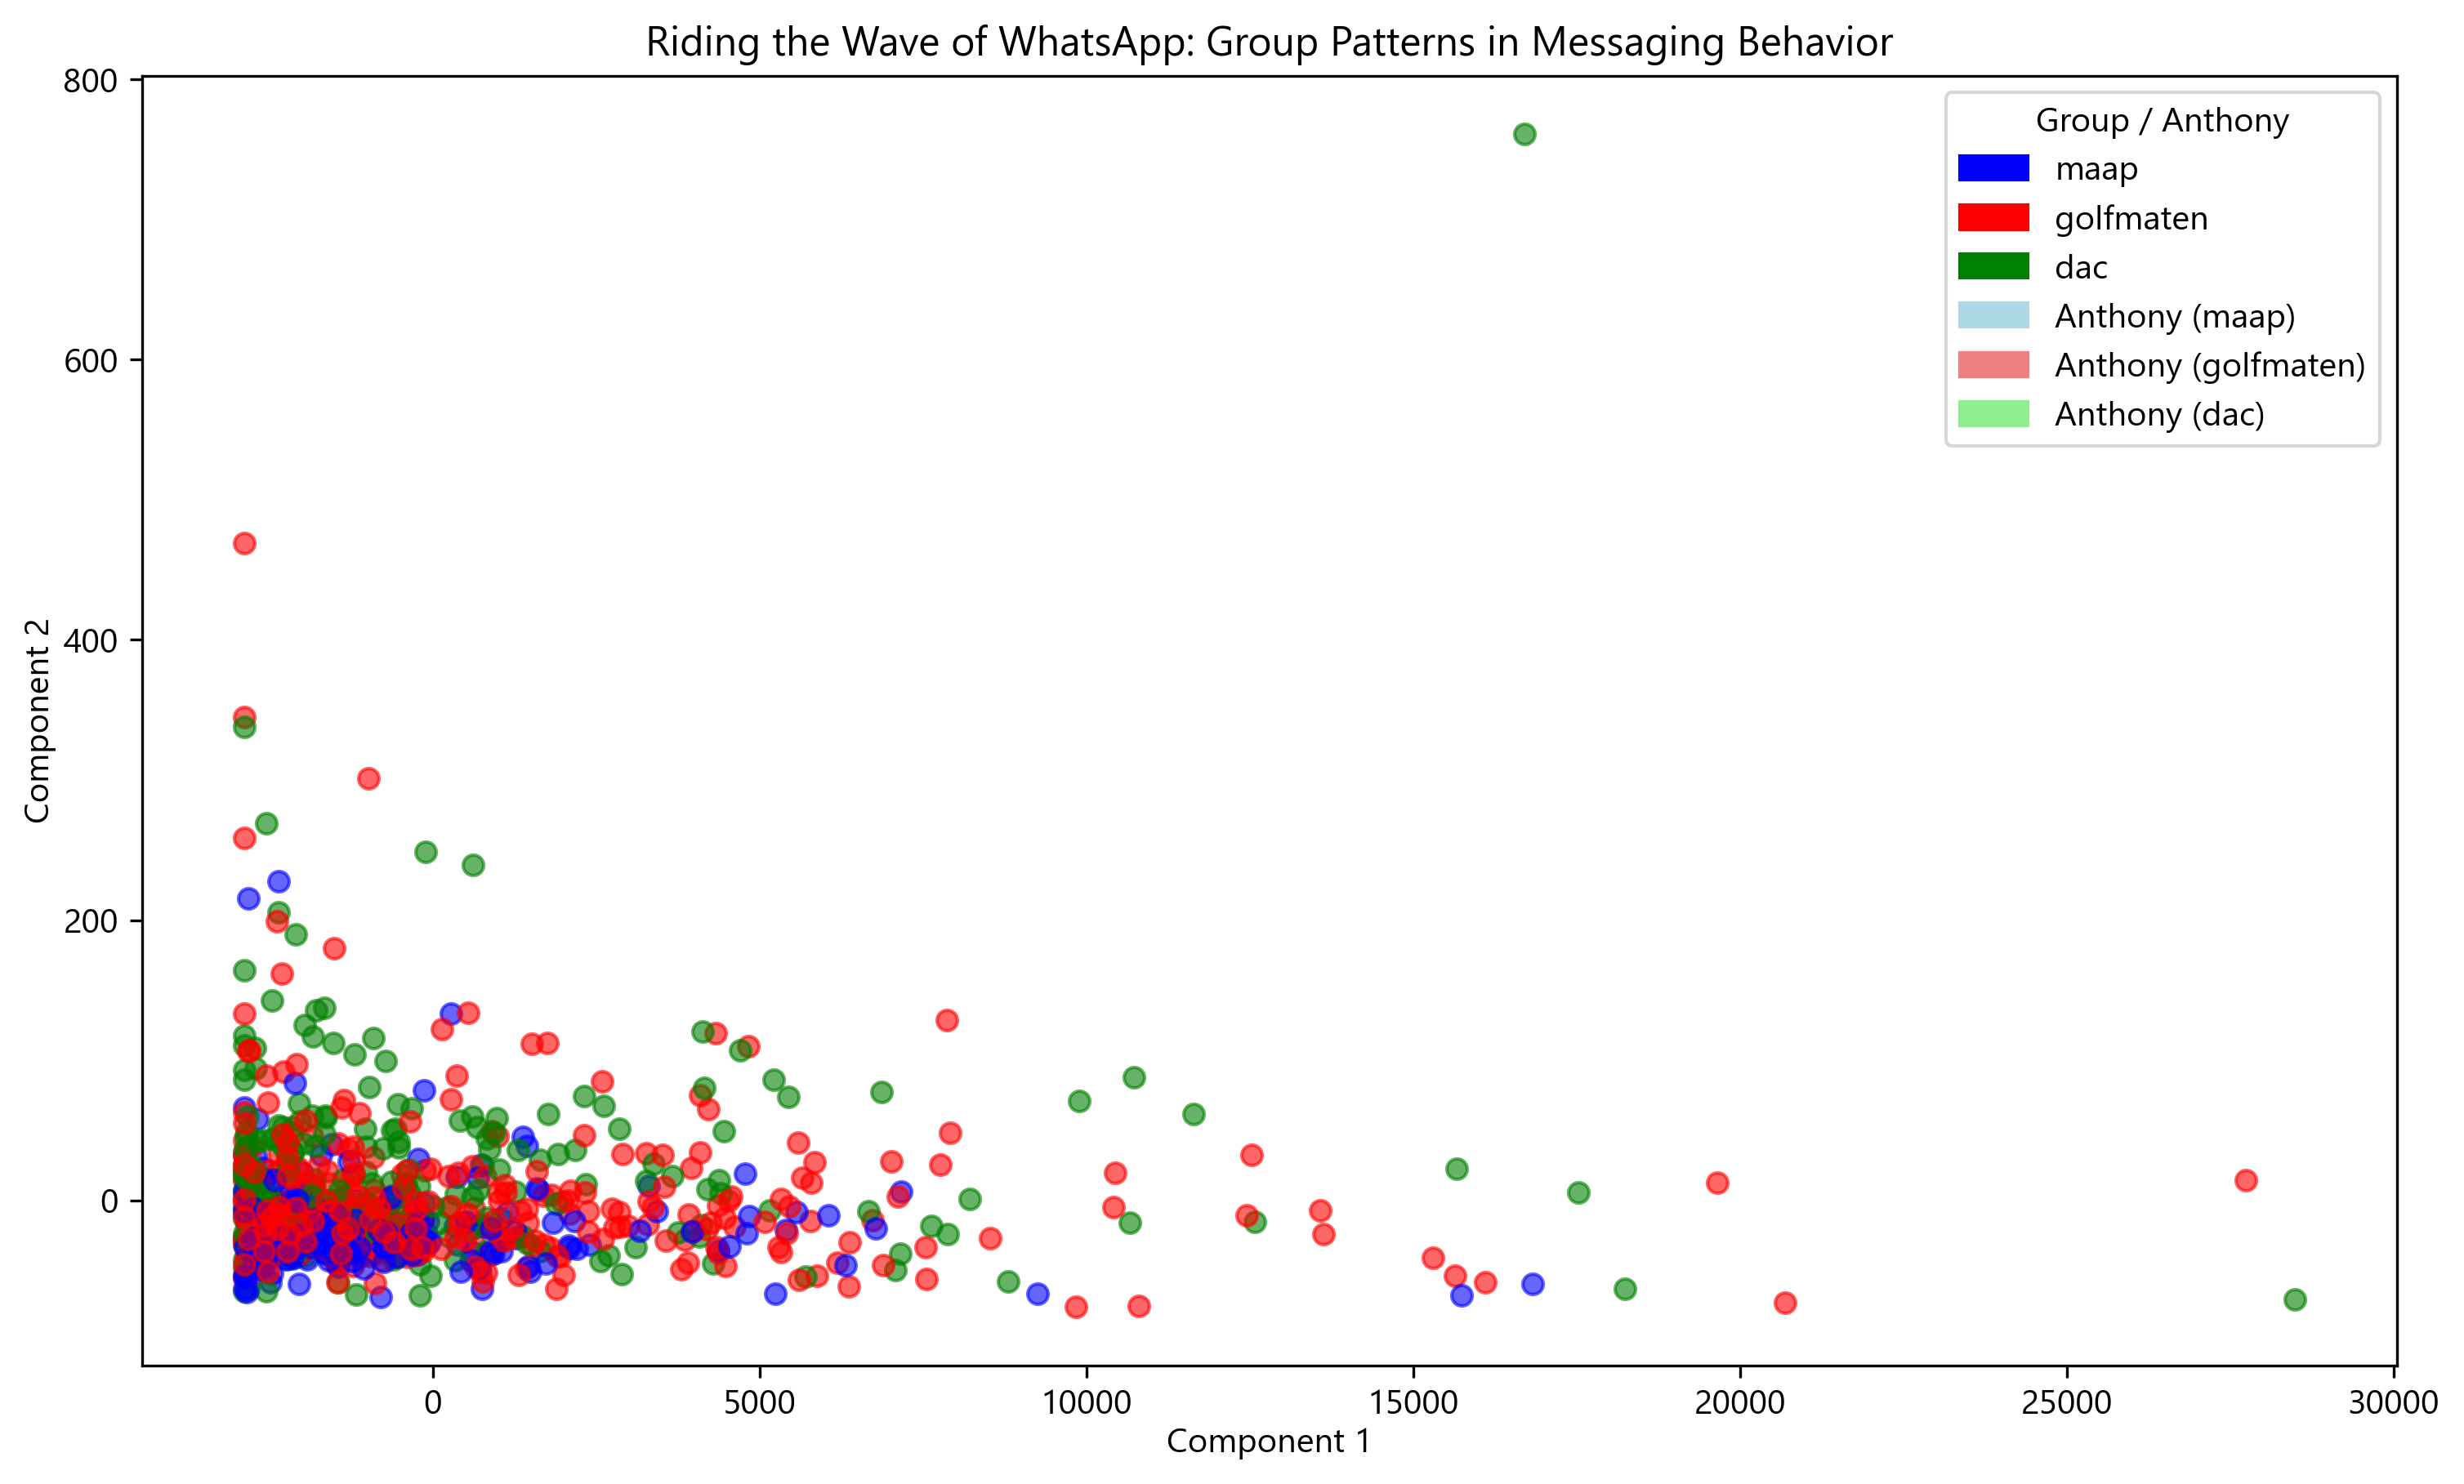 Riding the Wave of WhatsApp: Group Patterns in Messaging Behavior
800
600
400
200
0
Component 2
Group / Anthony
maap
golfmaten
dac
Anthony (maap)
Anthony (golfmaten)
Anthony (dac)
0 5000 10000 15000 20000 25000 30000
Component 1